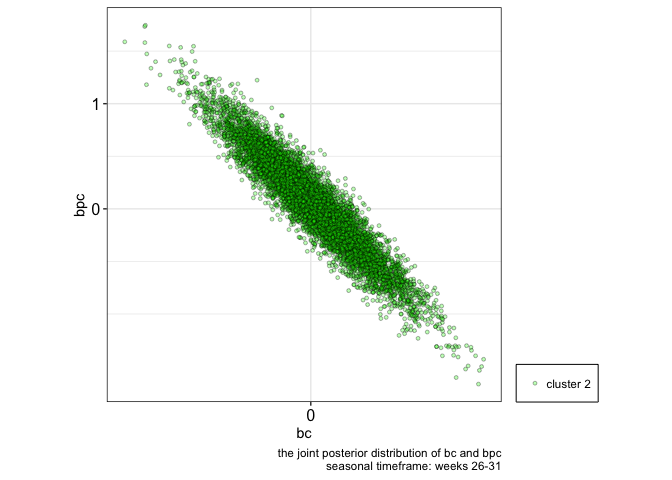 1
bpc
0
cluster 2
0
bc
the joint posterior distribution of bc and bpc
seasonal timeframe: weeks 26-31